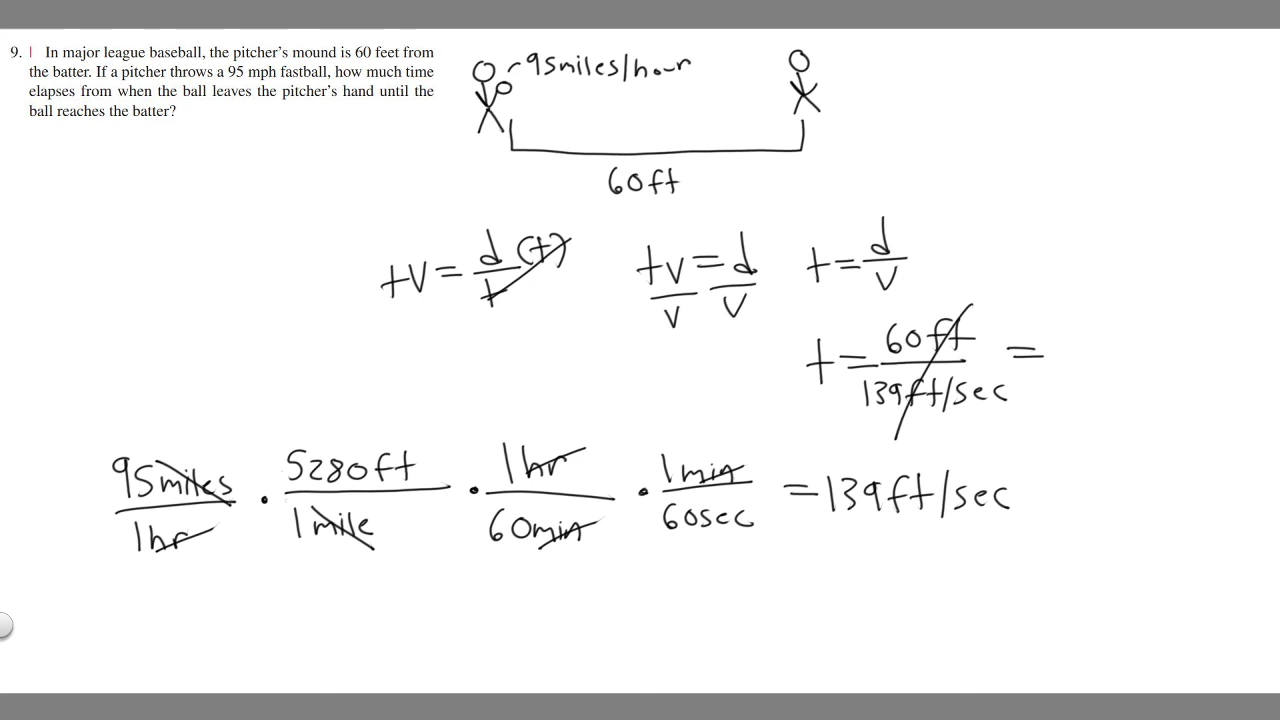 9. | In major league baseball, the pitcher's mound is 60 feet from
the batter. If a pitcher throws a 95 mph fastball, how much time
elapses from when the ball leaves the pitcher's hand until the
ball reaches the batter?
95miles/hour
60ft
tv = d/t (t)
tv/v = d/v
t = d/v
t = 60ft / 139ft/sec =
95miles/1hr · 5280ft/1mile · 1hr/60min · 1min/60sec = 139ft/sec